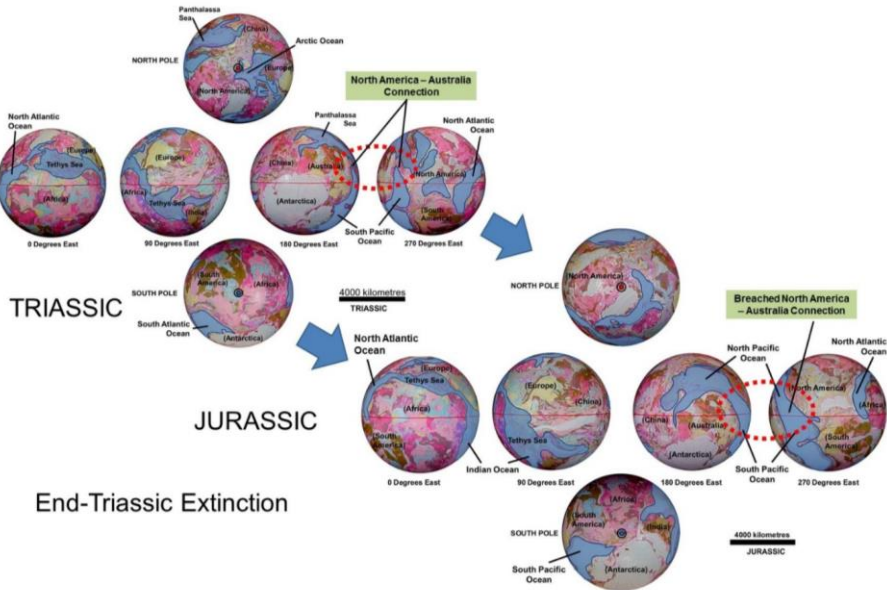 Panthalassa
Sea
(China)
Arctic Ocean
NORTH POLE
(Europe)
(North America)
North America – Australia
Connection
North Atlantic
Ocean
(Europe)
Tethys Sea
(Africa)
0 Degrees East
(Europe)
(Africa)
Tethys Sea
(India)
90 Degrees East
Panthalassa
Sea
(China)
(Australia)
(Antarctica)
180 Degrees East
North Atlantic
Ocean
(North America)
(South
America)
South Pacific
Ocean
270 Degrees East
TRIASSIC
SOUTH POLE
(South
America)
(Africa)
South Atlantic
Ocean
(Antarctica)
4000 kilometres
TRIASSIC
NORTH POLE
(North America)
Breached North America
– Australia Connection
JURASSIC
North Atlantic
Ocean
(Europe)
Tethys Sea
(Africa)
(South
America)
Indian Ocean
0 Degrees East
(Europe)
(China)
Tethys Sea
90 Degrees East
North Pacific
Ocean
(China)
(Australia)
(Antarctica)
180 Degrees East
North Atlantic
Ocean
(North America)
(Africa)
(South
America)
South Pacific
Ocean
270 Degrees East
End-Triassic Extinction
SOUTH POLE
(Africa)
(South
America)
(India)
South Pacific
Ocean
(Antarctica)
4000 kilometres
JURASSIC